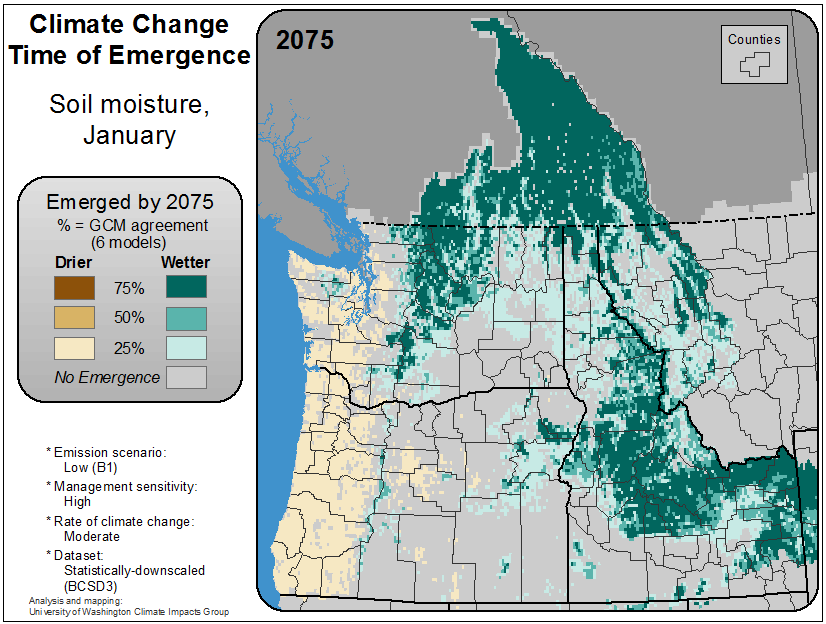 Climate Change
Time of Emergence
Soil moisture,
January
Emerged by 2075
% = GCM agreement
(6 models)
Drier Wetter
75%
50%
25%
No Emergence
* Emission scenario:
Low (B1)
* Management sensitivity:
High
* Rate of climate change:
Moderate
* Dataset:
Statistically-downscaled
(BCSD3)
Analysis and mapping:
University of Washington Climate Impacts Group
2075
Counties